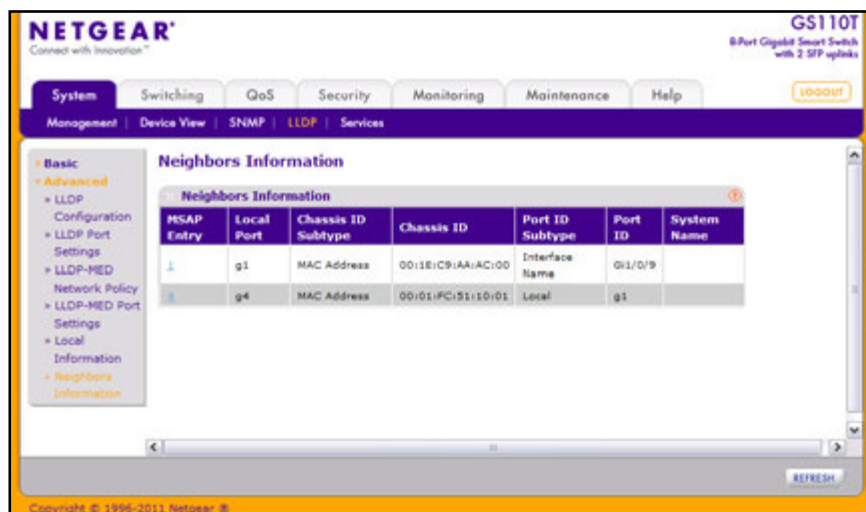 NETGEAR®
Connect with Innovation™
GS110T
8-Port Gigabit Smart Switch
with 2 SFP uplinks
System Switching QoS Security Monitoring Maintenance Help LOGOUT
Management | Device View | SNMP | LLDP | Services
Basic
Advanced
» LLDP
Configuration
» LLDP Port
Settings
» LLDP-MED
Network Policy
» LLDP-MED Port
Settings
» Local
Information
» Neighbors
Information
Neighbors Information
Neighbors Information
MSAP Entry Local Port Chassis ID Subtype Chassis ID Port ID Subtype Port ID System Name
1 g1 MAC Address 00:1E:C9:AA:AC:00 Interface Name Gi1/0/9
g4 MAC Address 00:01:FC:51:10:01 Local g1
REFRESH
Copyright © 1996-2011 Netgear ®